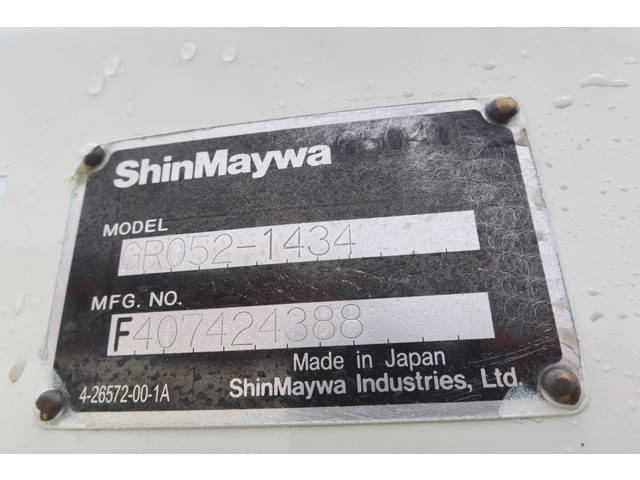 ShinMaywa
MODEL
GR052-1434
MFG. NO.
F407424388
Made in Japan
4-26572-00-1A
ShinMaywa Industries, Ltd.